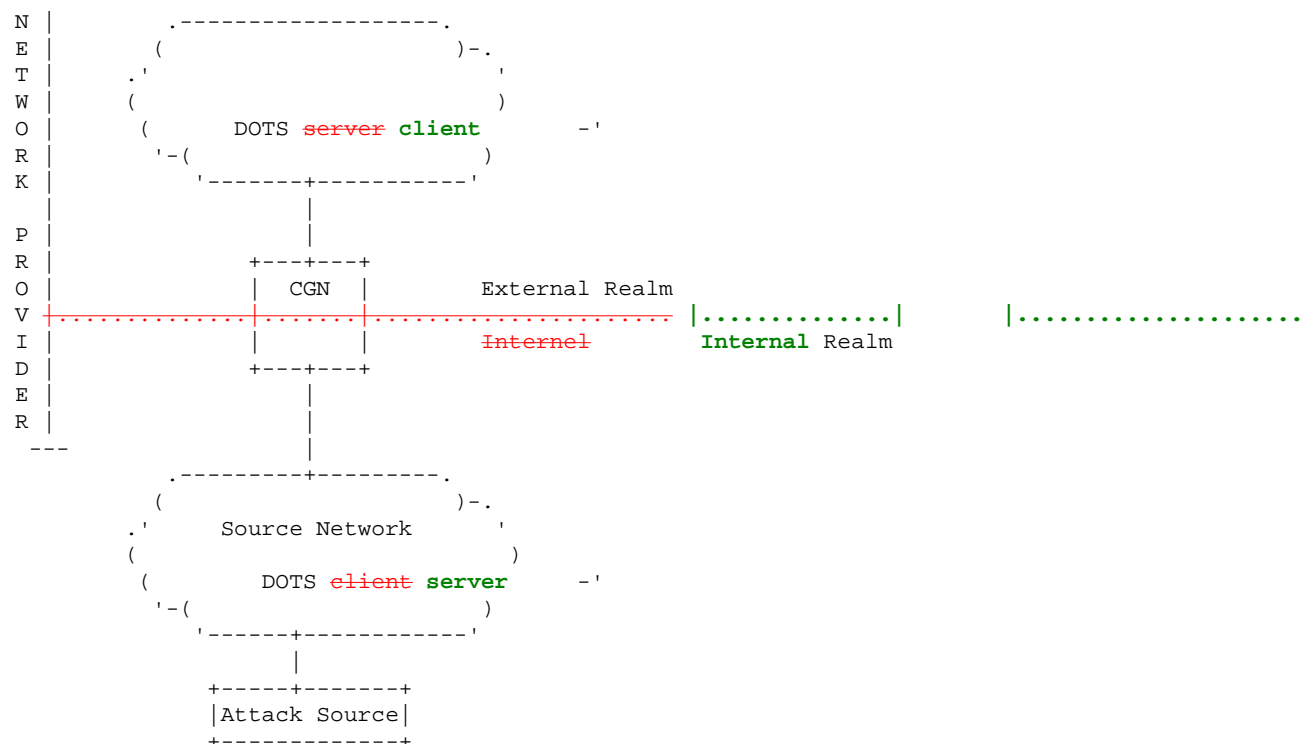 N |         .-------------------.
E |        (                     )-.
T |      .'                         '
W |      (                          )
O |       (      DOTS server client       -'
R |        '-(                     )
K |           '-------+-----------'
  |                   |
P |                   |
R |               +---+---+
O |               |  CGN  |        External Realm
V |..............|.......|...................... |..............|       |......................
I |               |       |        Internel        Internal Realm
D |               +---+---+
E |                   |
R |                   |
 ---                  |
            .---------+---------.
           (                     )-.
         .'      Source Network      '
         (                            )
          (        DOTS client server     -'
           '-(                     )
              '------+------------'
                     |
               +-----+-------+
               |Attack Source|
               +-------------+